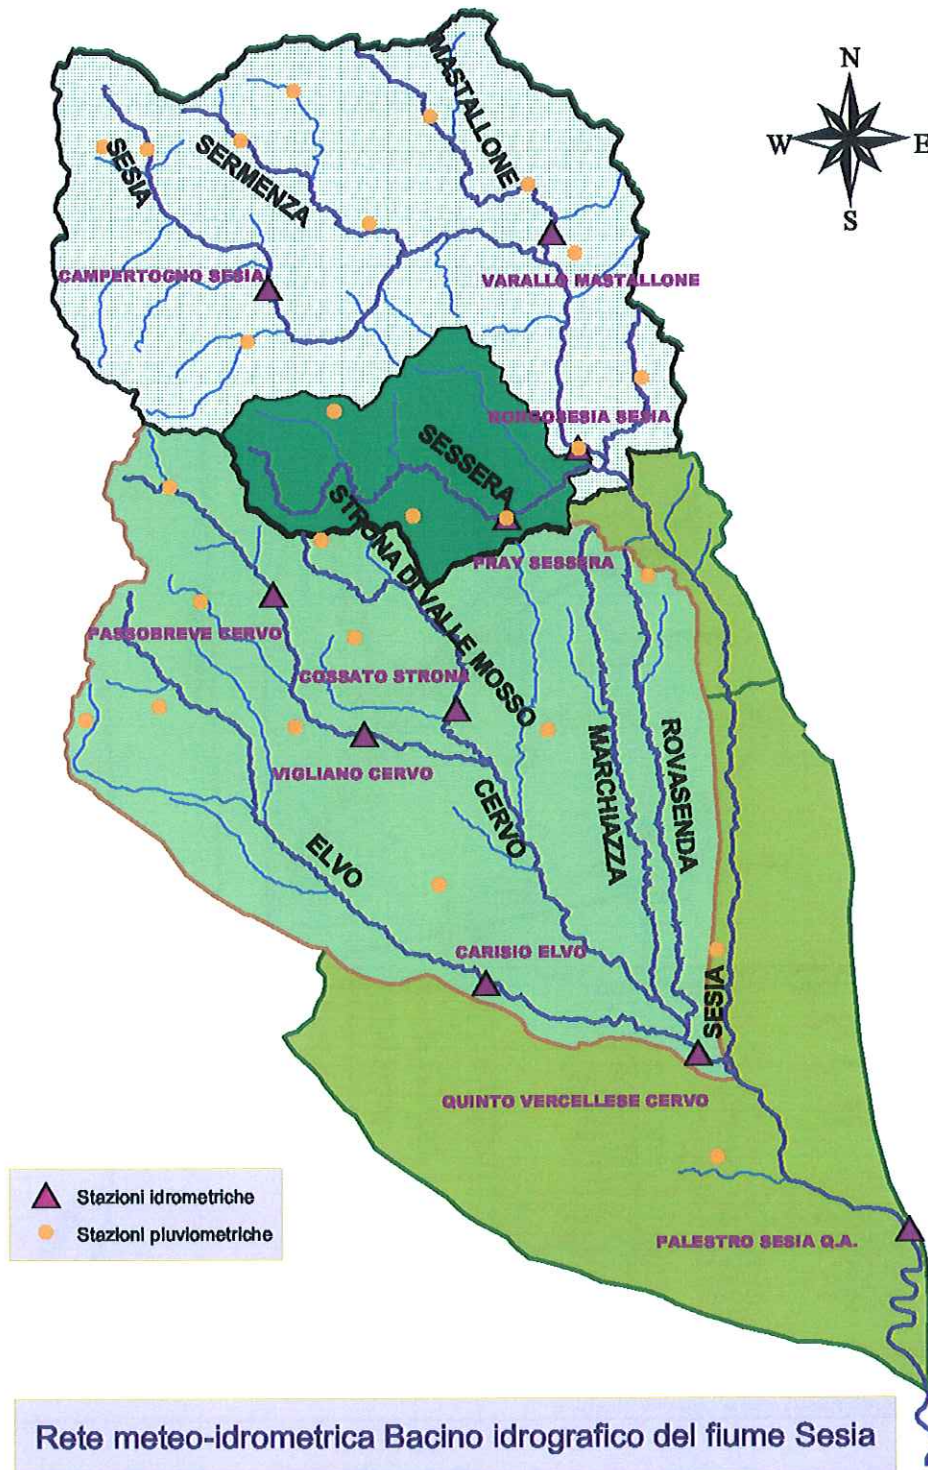 MASTALLONE
N
W
E
S
SESIA
SERMENZA
CAMPERTOGNO SESIA
VARALLO MASTALLONE
BORGOSESIA SESIA
SESSERA
STRONA DI VALLE MOSSO
PRAY SESSERA
PASSOBREVE CERVO
COSSATO STRONA
MARCHIAZZA
ROVASENDA
VIGLIANO CERVO
CERVO
ELVO
CARISIO ELVO
SESIA
QUINTO VERCELLESE CERVO
Stazioni idrometriche
Stazioni pluviometriche
PALESTRO SESIA Q.A.
Rete meteo-idrometrica Bacino idrografico del fiume Sesia